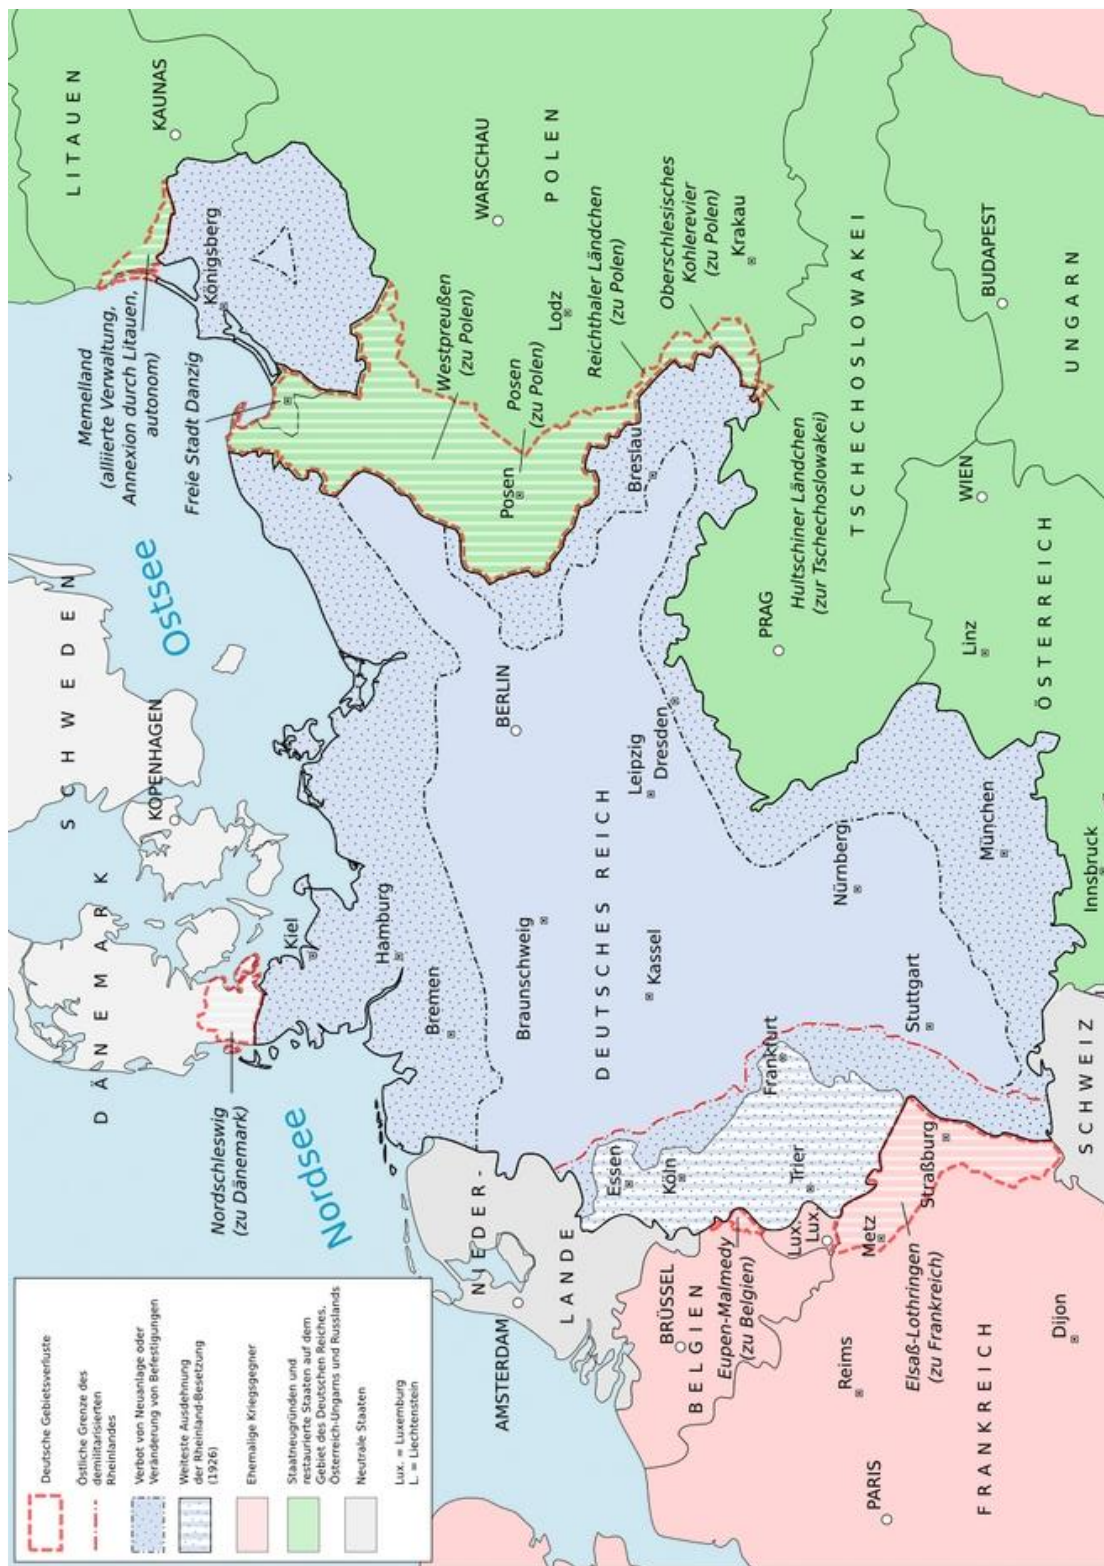 LITAUEN
KAUNAS
Memelland
(alliierte Verwaltung,
Annexion durch Litauen,
autonom)
Königsberg
Freie Stadt Danzig
WARSCHAU
POLEN
Westpreußen
(zu Polen)
Lodz
Posen
(zu Polen)
Posen
Reichthaler Ländchen
(zu Polen)
Oberschlesisches
Kohlerevier
(zu Polen)
Krakau
Breslau
Hultschiner Ländchen
(zur Tschechoslowakei)
TSCHECHOSLOWAKEI
BUDAPEST
UNGARN
WIEN
ÖSTERREICH
Linz
PRAG
SCHWEDEN
Ostsee
KOPENHAGEN
DÄNEMARK
Nordschleswig
(zu Dänemark)
Nordsee
Kiel
Hamburg
Bremen
BERLIN
Braunschweig
DEUTSCHES REICH
Leipzig
Dresden
Kassel
Nürnberg
München
Innsbruck
Frankfurt
Stuttgart
SCHWEIZ
Essen
Köln
Trier
Straßburg
Metz
Lux.
Lux.
NIEDER-
LANDE
AMSTERDAM
BRÜSSEL
BELGIEN
Eupen-Malmedy
(zu Belgien)
Elsaß-Lothringen
(zu Frankreich)
Reims
Dijon
PARIS
FRANKREICH
Deutsche Gebietsverluste
Östliche Grenze des
demilitarisierten
Rheinlandes
Verbot von Neuanlage oder
Veränderung von Befestigungen
Weiteste Ausdehnung
der Rheinland-Besetzung
(1926)
Ehemalige Kriegsgegner
Staatneugründen und
restaurierte Staaten auf dem
Gebiet des Deutschen Reiches,
Österreich-Ungarns und Russlands
Neutrale Staaten
Lux. = Luxemburg
L. = Liechtenstein